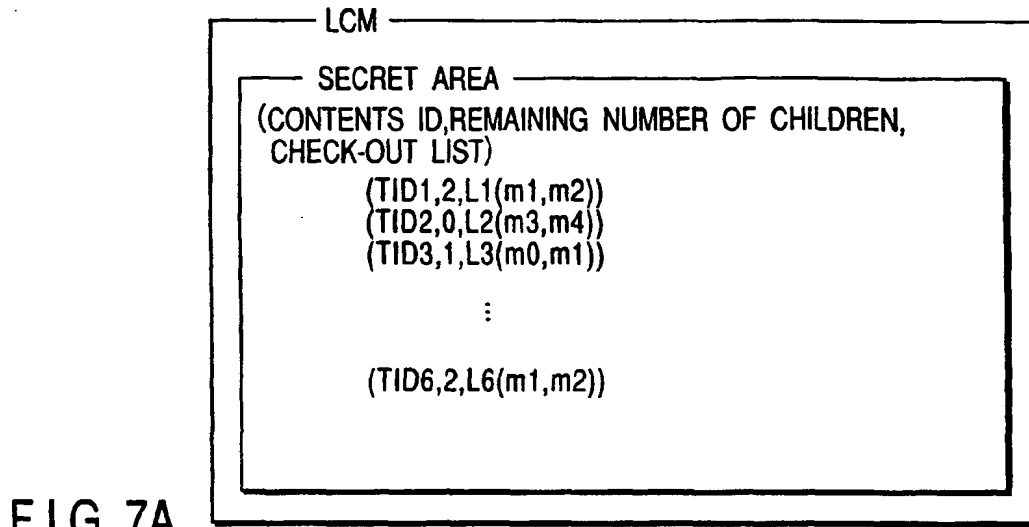 LCM
SECRET AREA
(CONTENTS ID,REMAINING NUMBER OF CHILDREN,
CHECK-OUT LIST)
(TID1,2,L1(m1,m2))
(TID2,0,L2(m3,m4))
(TID3,1,L3(m0,m1))
⋮
(TID6,2,L6(m1,m2))
FIG. 7A